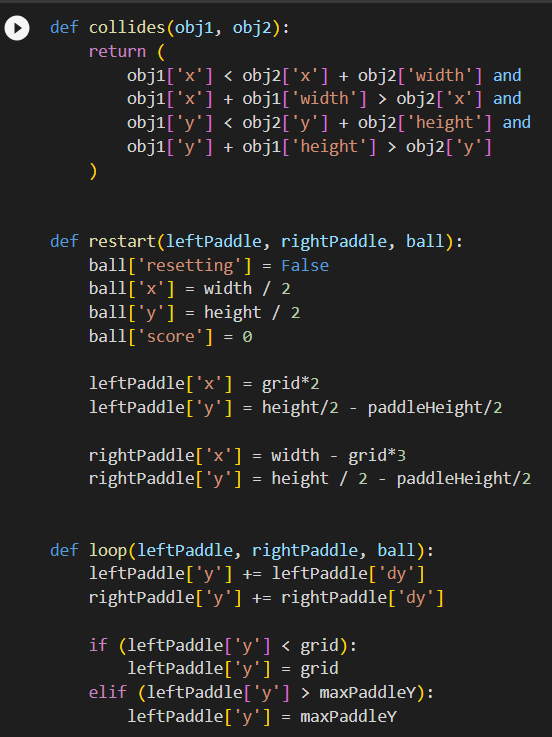 def collides(obj1, obj2):
    return (
        obj1['x'] < obj2['x'] + obj2['width'] and
        obj1['x'] + obj1['width'] > obj2['x'] and
        obj1['y'] < obj2['y'] + obj2['height'] and
        obj1['y'] + obj1['height'] > obj2['y']
    )

def restart(leftPaddle, rightPaddle, ball):
    ball['resetting'] = False
    ball['x'] = width / 2
    ball['y'] = height / 2
    ball['score'] = 0

    leftPaddle['x'] = grid*2
    leftPaddle['y'] = height/2 - paddleHeight/2

    rightPaddle['x'] = width - grid*3
    rightPaddle['y'] = height / 2 - paddleHeight/2

def loop(leftPaddle, rightPaddle, ball):
    leftPaddle['y'] += leftPaddle['dy']
    rightPaddle['y'] += rightPaddle['dy']

    if (leftPaddle['y'] < grid):
        leftPaddle['y'] = grid
    elif (leftPaddle['y'] > maxPaddleY):
        leftPaddle['y'] = maxPaddleY